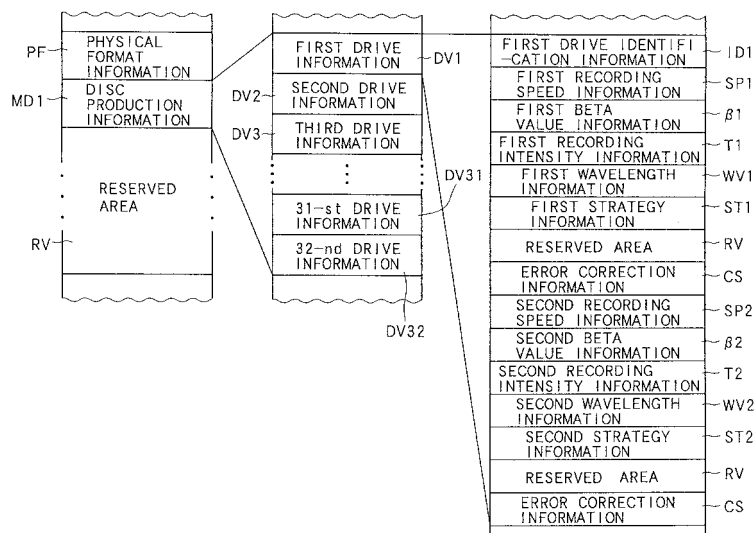 PF
PHYSICAL
FORMAT
INFORMATION
MD1
DISC
PRODUCTION
INFORMATION
RESERVED
AREA
RV
FIRST DRIVE
INFORMATION
DV1
DV2
SECOND DRIVE
INFORMATION
DV3
THIRD DRIVE
INFORMATION
DV31
31-st DRIVE
INFORMATION
32-nd DRIVE
INFORMATION
DV32
FIRST DRIVE IDENTIFI
-CATION INFORMATION
ID1
FIRST RECORDING
SPEED INFORMATION
SP1
FIRST BETA
VALUE INFORMATION
β1
FIRST RECORDING
INTENSITY INFORMATION
T1
FIRST WAVELENGTH
INFORMATION
WV1
FIRST STRATEGY
INFORMATION
ST1
RESERVED AREA
RV
ERROR CORRECTION
INFORMATION
CS
SECOND RECORDING
SPEED INFORMATION
SP2
SECOND BETA
VALUE INFORMATION
β2
SECOND RECORDING
INTENSITY INFORMATION
T2
SECOND WAVELENGTH
INFORMATION
WV2
SECOND STRATEGY
INFORMATION
ST2
RESERVED AREA
RV
ERROR CORRECTION
INFORMATION
CS